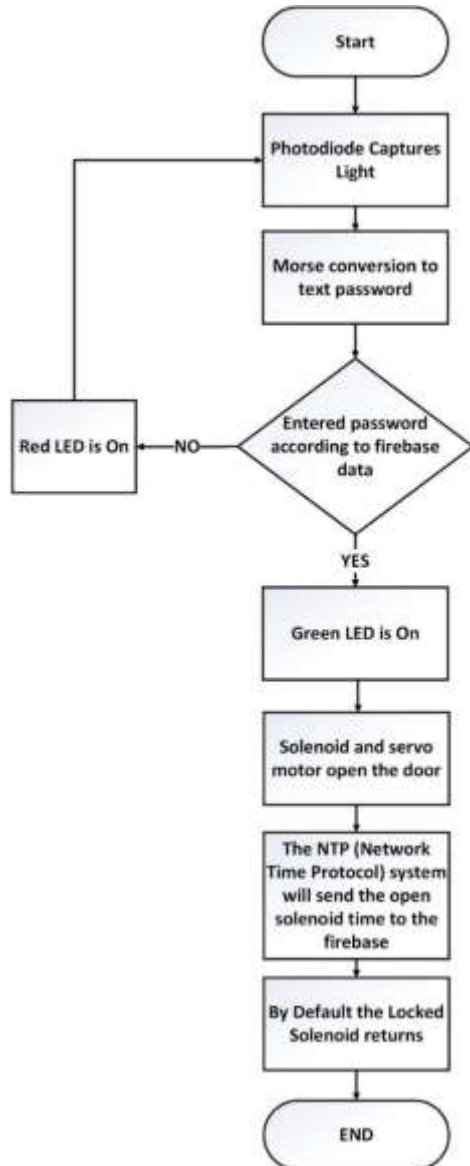 Start
Photodiode Captures
Light
Morse conversion to
text password
Entered password
according to firebase
data
NO
Red LED is On
YES
Green LED is On
Solenoid and servo
motor open the door
The NTP (Network
Time Protocol) system
will send the open
solenoid time to the
firebase
By Default the Locked
Solenoid returns
END